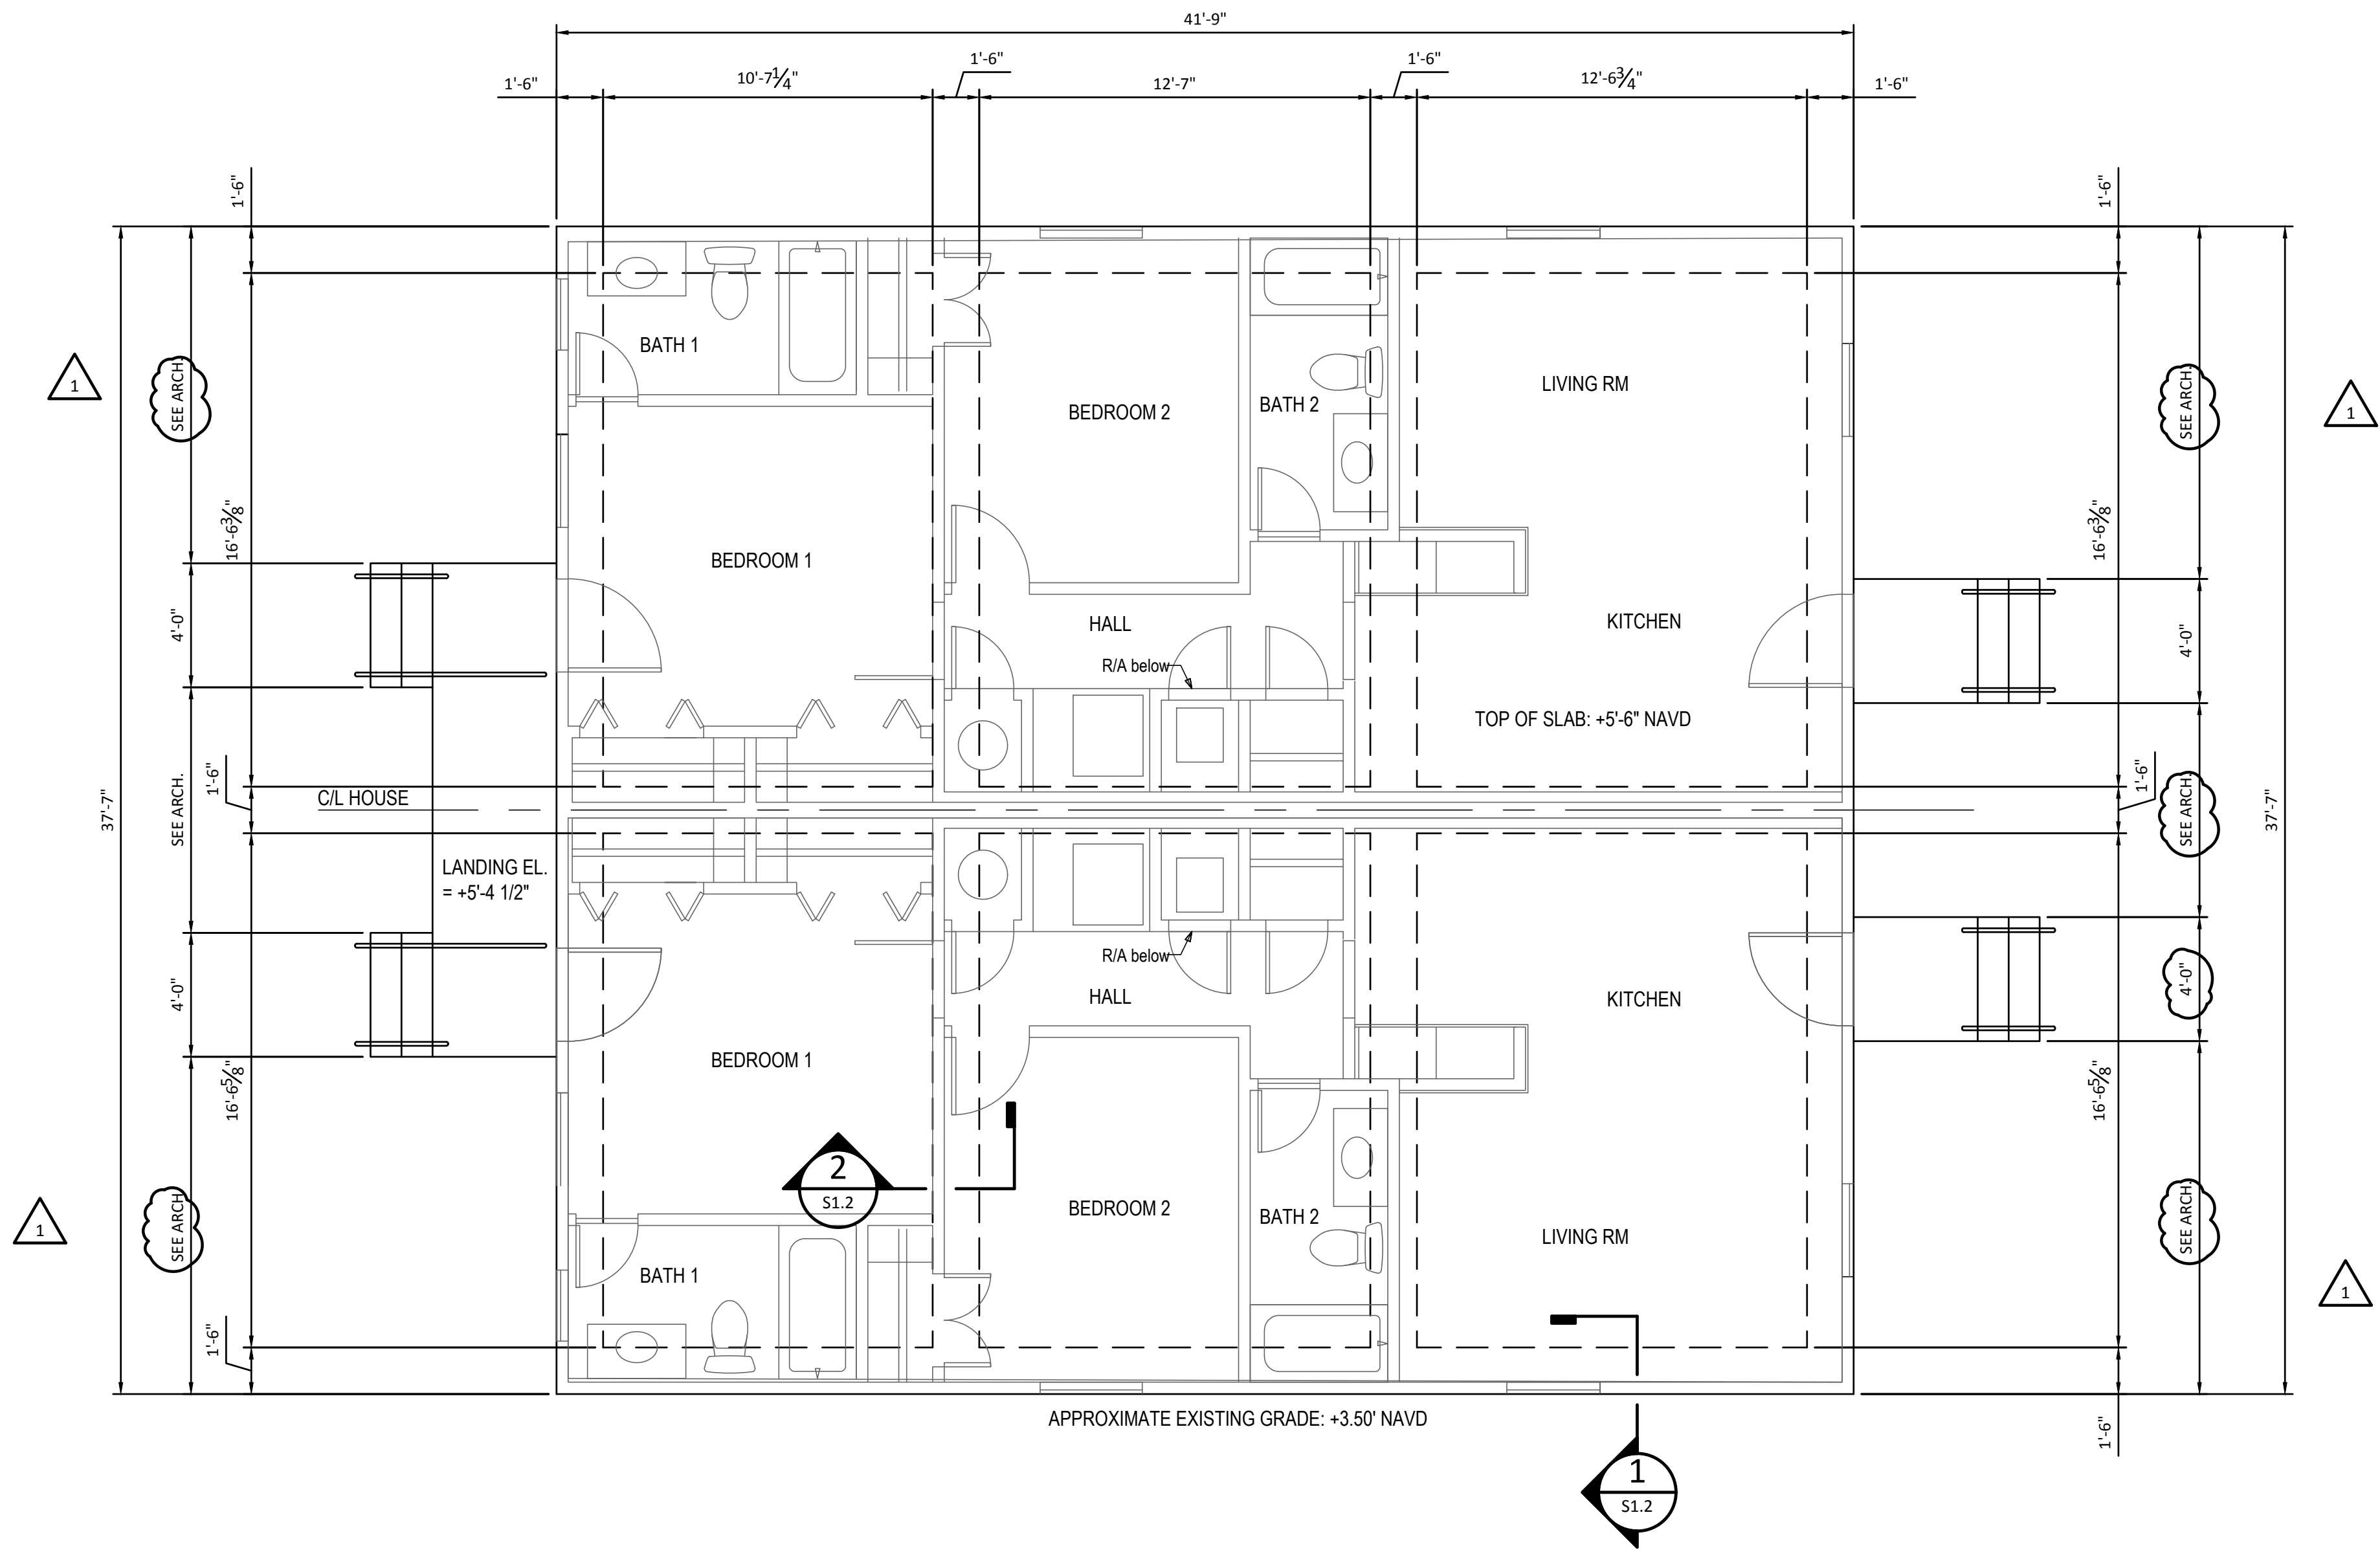 41'-9"
1'-6"
10'-7 1/4"
1'-6"
12'-7"
1'-6"
12'-6 3/4"
1'-6"
1'-6"
1'-6"
BATH 1
1
SEE ARCH.
BEDROOM 2
BATH 2
LIVING RM
SEE ARCH.
1
16'-6 3/8"
16'-6 3/8"
BEDROOM 1
4'-0"
HALL
KITCHEN
4'-0"
R/A below
TOP OF SLAB: +5'-6" NAVD
1'-6"
1'-6"
37'-7"
SEE ARCH.
C/L HOUSE
SEE ARCH.
37'-7"
LANDING EL.
= +5'-4 1/2"
R/A below
4'-0"
HALL
KITCHEN
4'-0"
BEDROOM 1
16'-6 5/8"
16'-6 5/8"
2
S1.2
BEDROOM 2
BATH 2
LIVING RM
SEE ARCH.
1
SEE ARCH.
BATH 1
1
1'-6"
APPROXIMATE EXISTING GRADE: +3.50' NAVD
1'-6"
1
S1.2